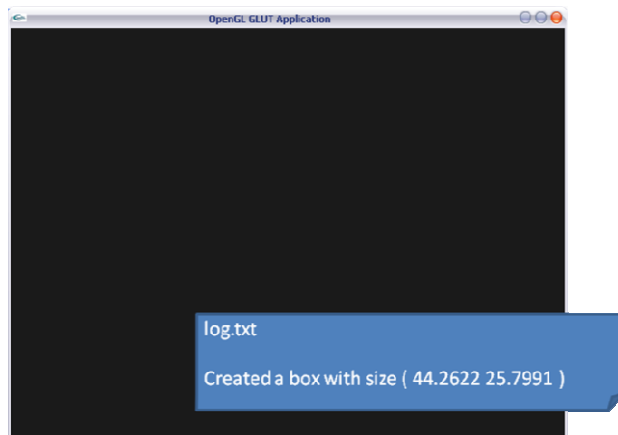 OpenGL GLUT Application
log.txt
Created a box with size ( 44.2622 25.7991 )